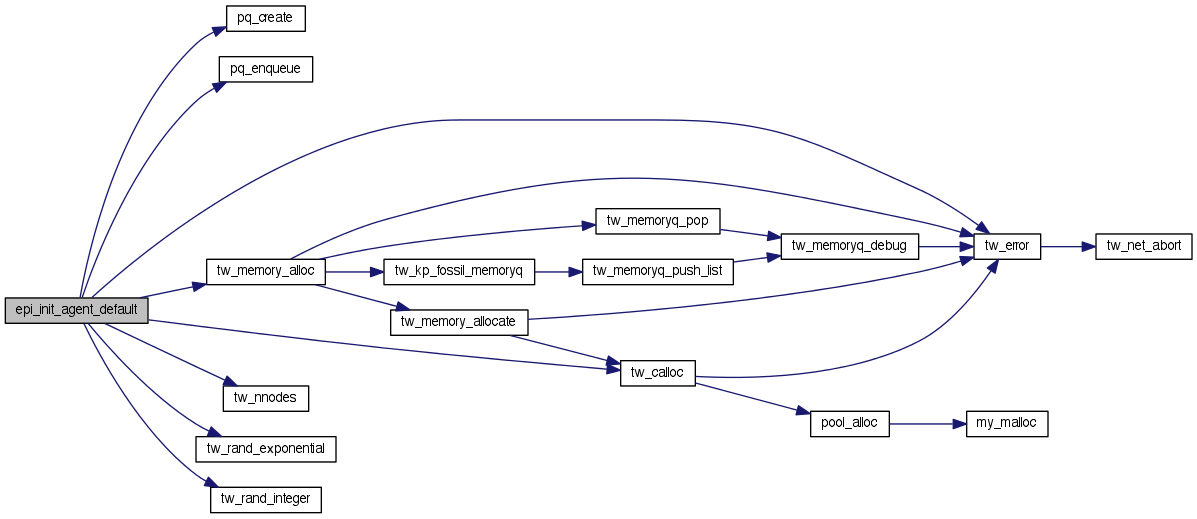 pq_create
pq_enqueue
tw_memoryq_pop
tw_memoryq_debug
tw_error
tw_net_abort
tw_memory_alloc
tw_kp_fossil_memoryq
tw_memoryq_push_list
epi_init_agent_default
tw_memory_allocate
tw_calloc
tw_nnodes
pool_alloc
my_malloc
tw_rand_exponential
tw_rand_integer